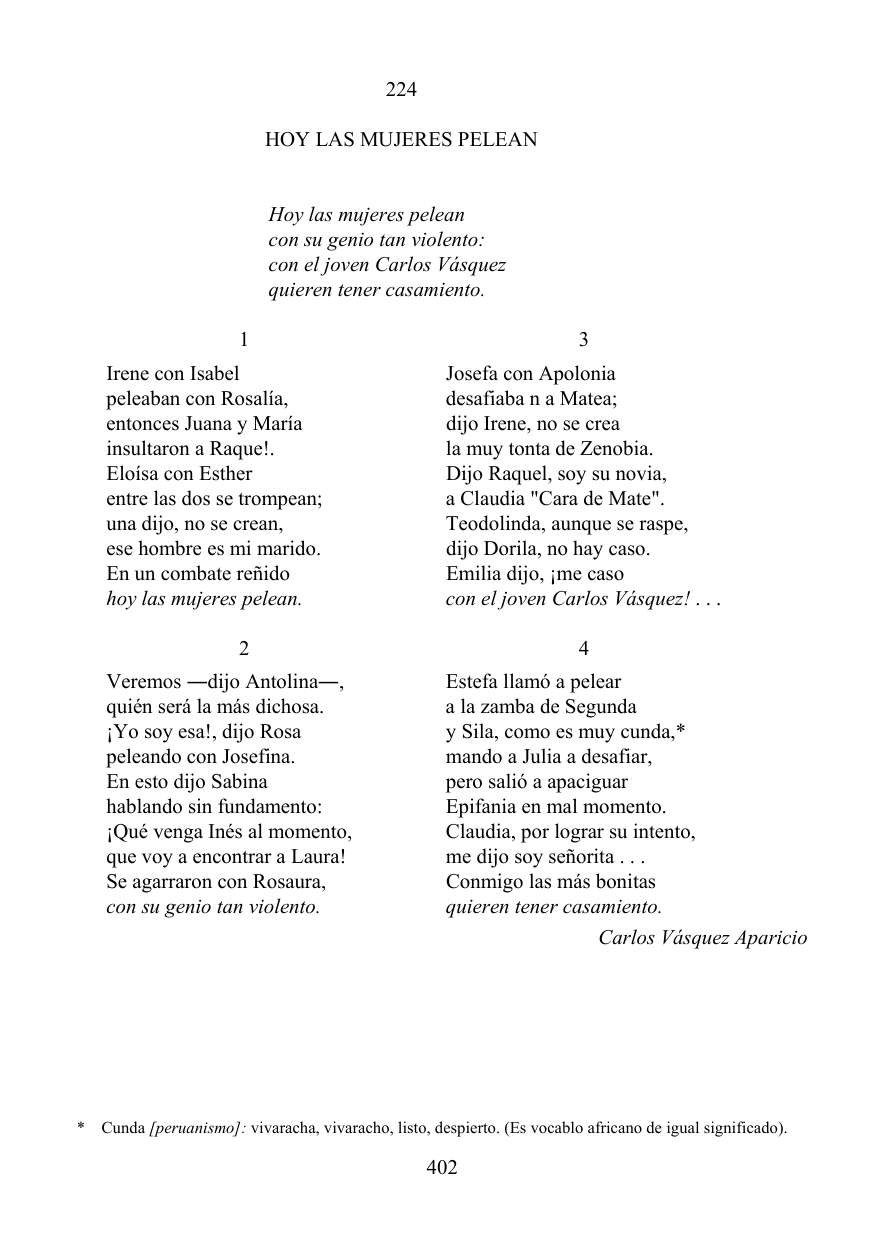 224
HOY LAS MUJERES PELEAN
Hoy las mujeres pelean
con su genio tan violento:
con el joven Carlos Vásquez
quieren tener casamiento.
1
Irene con Isabel
peleaban con Rosalía,
entonces Juana y María
insultaron a Raque!.
Eloísa con Esther
entre las dos se trompean;
una dijo, no se crean,
ese hombre es mi marido.
En un combate reñido
hoy las mujeres pelean.
2
Veremos —dijo Antolina—,
quién será la más dichosa.
¡Yo soy esa!, dijo Rosa
peleando con Josefina.
En esto dijo Sabina
hablando sin fundamento:
¡Qué venga Inés al momento,
que voy a encontrar a Laura!
Se agarraron con Rosaura,
con su genio tan violento.
3
Josefa con Apolonia
desafiaba n a Matea;
dijo Irene, no se crea
la muy tonta de Zenobia.
Dijo Raquel, soy su novia,
a Claudia "Cara de Mate".
Teodolinda, aunque se raspe,
dijo Dorila, no hay caso.
Emilia dijo, ¡me caso
con el joven Carlos Vásquez! . . .
4
Estefa llamó a pelear
a la zamba de Segunda
y Sila, como es muy cunda,*
mando a Julia a desafiar,
pero salió a apaciguar
Epifania en mal momento.
Claudia, por lograr su intento,
me dijo soy señorita . . .
Conmigo las más bonitas
quieren tener casamiento.
Carlos Vásquez Aparicio
* Cunda [peruanismo]: vivaracha, vivaracho, listo, despierto. (Es vocablo africano de igual significado).
402